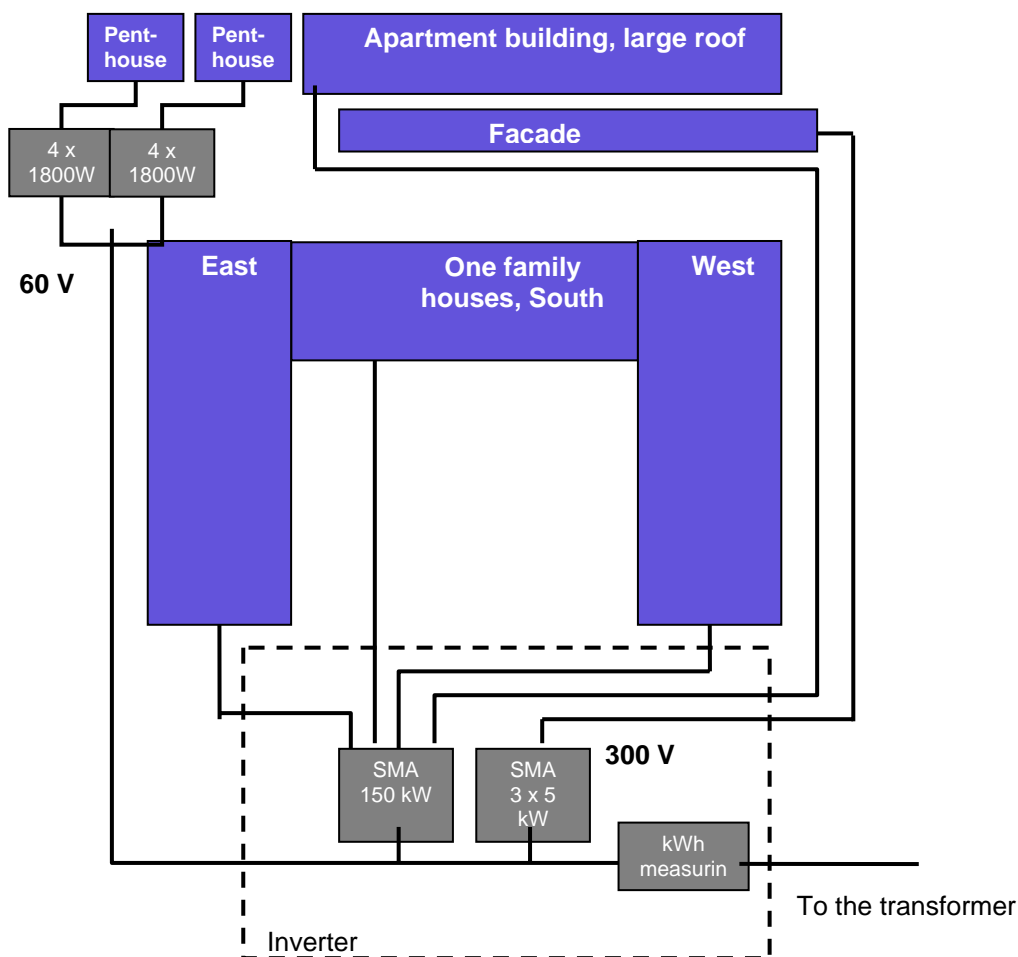 Pent-
house
Pent-
house
Apartment building, large roof
Facade
4 x
1800W
4 x
1800W
60 V
East
One family
houses, South
West
SMA
150 kW
SMA
3 x 5
kW
300 V
kWh
measurin
To the transformer
Inverter